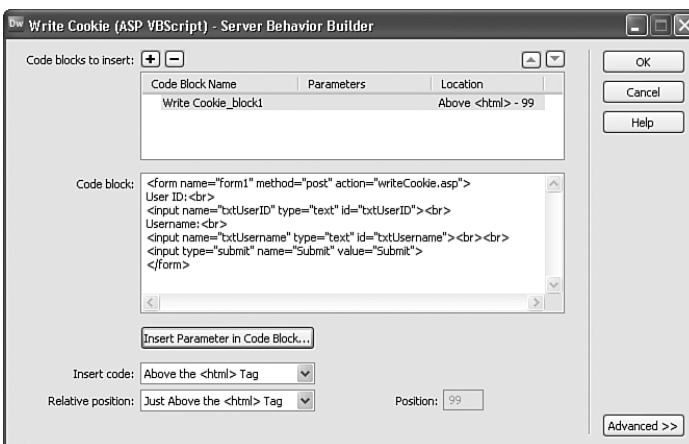 Dw Write Cookie (ASP VBScript) - Server Behavior Builder
Code blocks to insert:
Code Block Name Parameters Location
Write Cookie_block1 Above <html> - 99
OK
Cancel
Help
Code block:
<form name="form1" method="post" action="writeCookie.asp">
User ID:<br>
<input name="txtUserID" type="text" id="txtUserID"><br>
Username:<br>
<input name="txtUsername" type="text" id="txtUsername"><br><br>
<input type="submit" name="Submit" value="Submit">
</form>
Insert Parameter in Code Block...
Insert code: Above the <html> Tag
Relative position: Just Above the <html> Tag Position: 99
Advanced >>